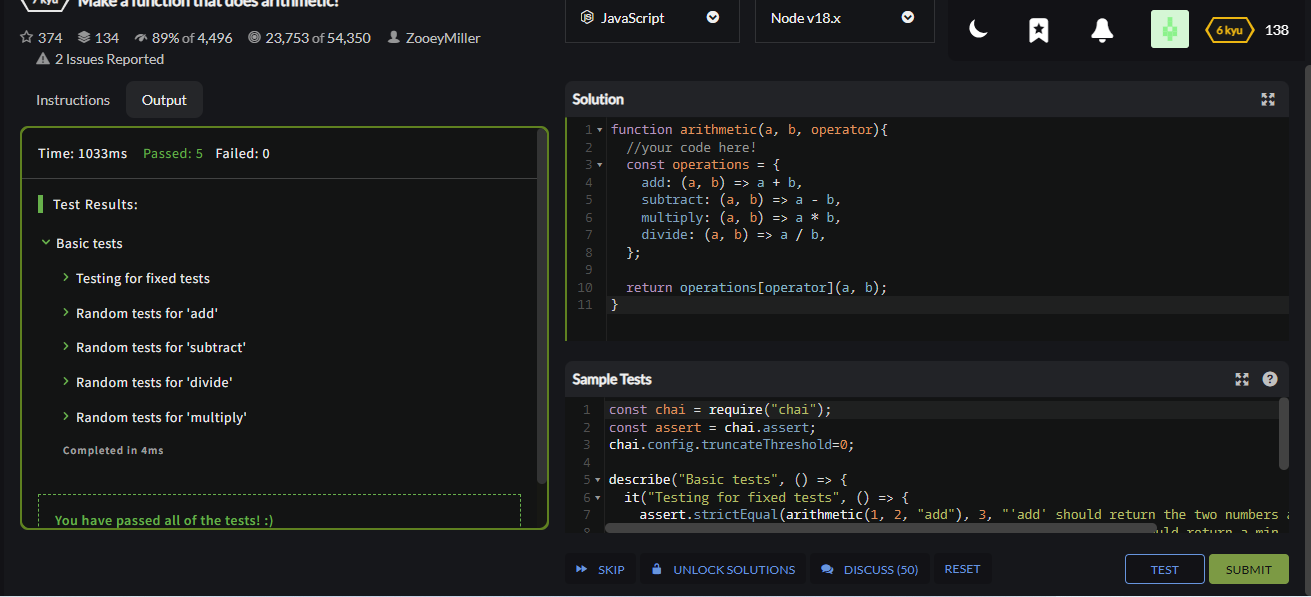 7 kyu Make a function that does arithmetic!
374 134 89% of 4,496 23,753 of 54,350 ZooeyMiller
2 Issues Reported
JavaScript
Node v18.x
6 kyu 138
Instructions Output
Time: 1033ms Passed: 5 Failed: 0
Test Results:
Basic tests
Testing for fixed tests
Random tests for 'add'
Random tests for 'subtract'
Random tests for 'divide'
Random tests for 'multiply'
Completed in 4ms
You have passed all of the tests! :)
Solution
1 function arithmetic(a, b, operator){
2 //your code here!
3 const operations = {
4 add: (a, b) => a + b,
5 subtract: (a, b) => a - b,
6 multiply: (a, b) => a * b,
7 divide: (a, b) => a / b,
8 };
9
10 return operations[operator](a, b);
11 }
Sample Tests
1 const chai = require("chai");
2 const assert = chai.assert;
3 chai.config.truncateThreshold=0;
4
5 describe("Basic tests", () => {
6 it("Testing for fixed tests", () => {
7 assert.strictEqual(arithmetic(1, 2, "add"), 3, "'add' should return the two numbers a
8
SKIP UNLOCK SOLUTIONS DISCUSS (50) RESET TEST SUBMIT